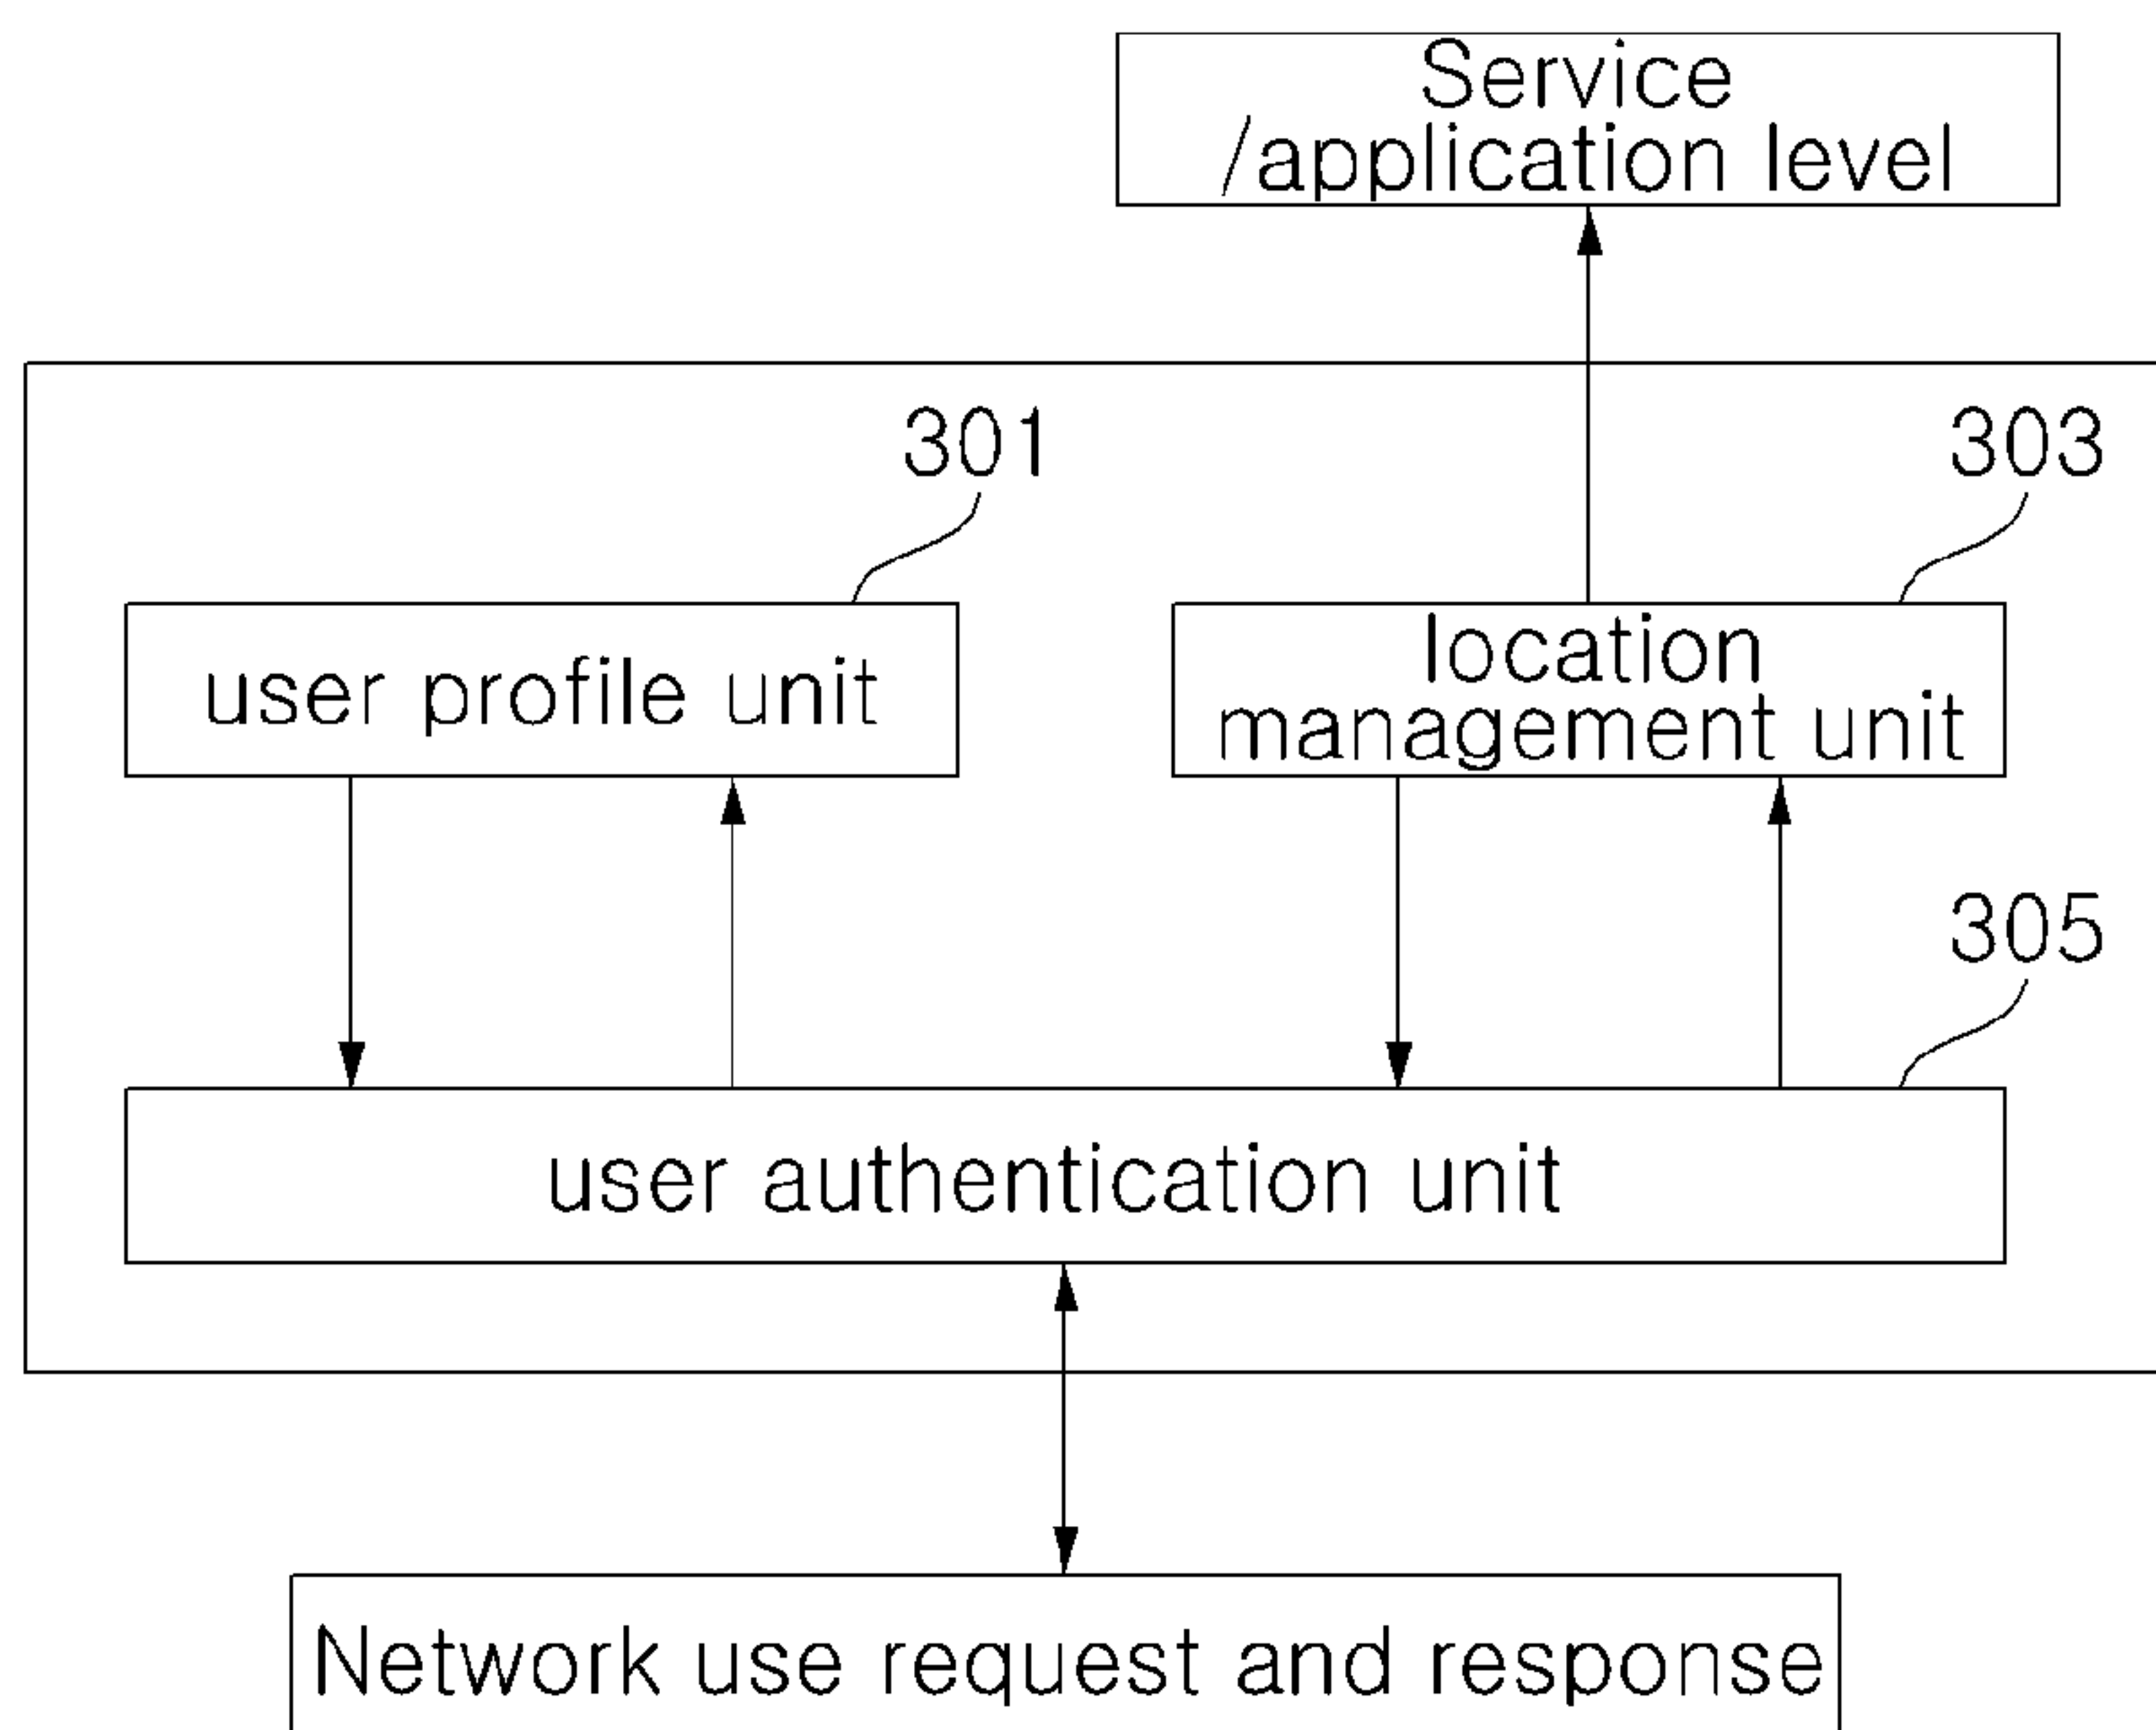 Service
/application level
301
303
user profile unit
location
management unit
305
user authentication unit
Network use request and response